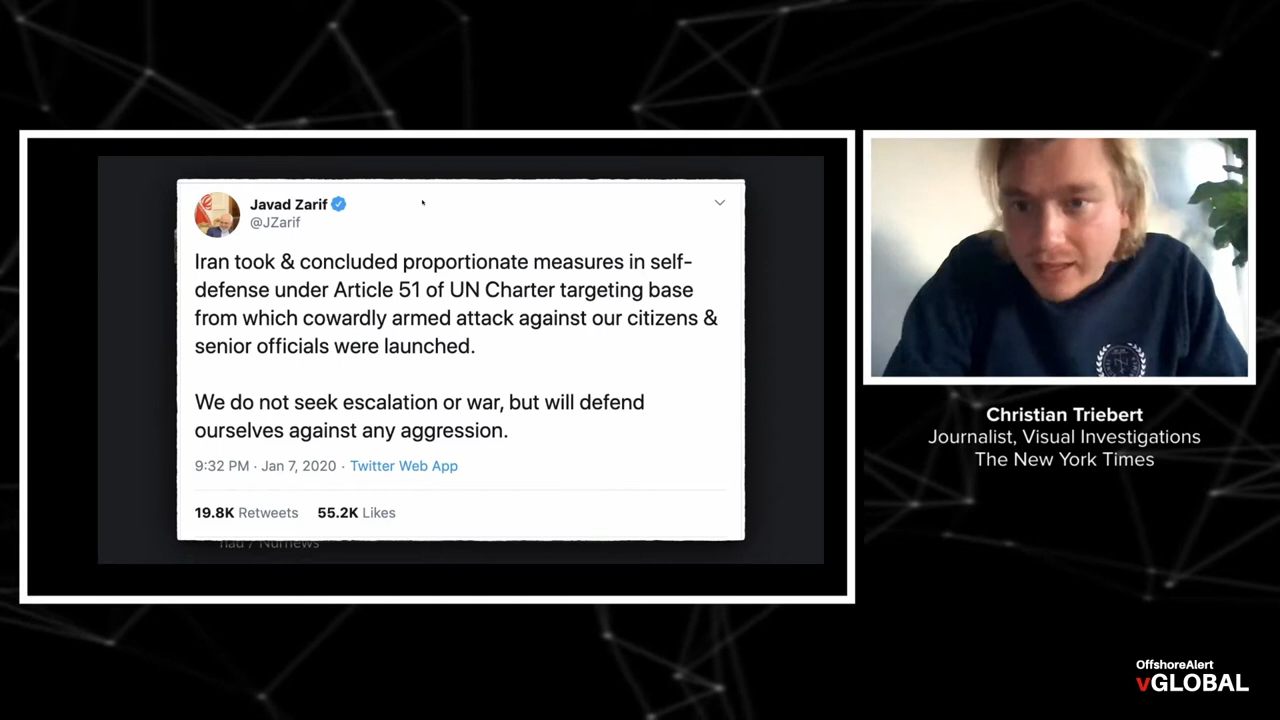 Javad Zarif
@JZarif
Iran took & concluded proportionate measures in self-
defense under Article 51 of UN Charter targeting base
from which cowardly armed attack against our citizens &
senior officials were launched.
We do not seek escalation or war, but will defend
ourselves against any aggression.
9:32 PM · Jan 7, 2020 · Twitter Web App
19.8K Retweets 55.2K Likes
Christian Triebert
Journalist, Visual Investigations
The New York Times
OffshoreAlert
vGLOBAL